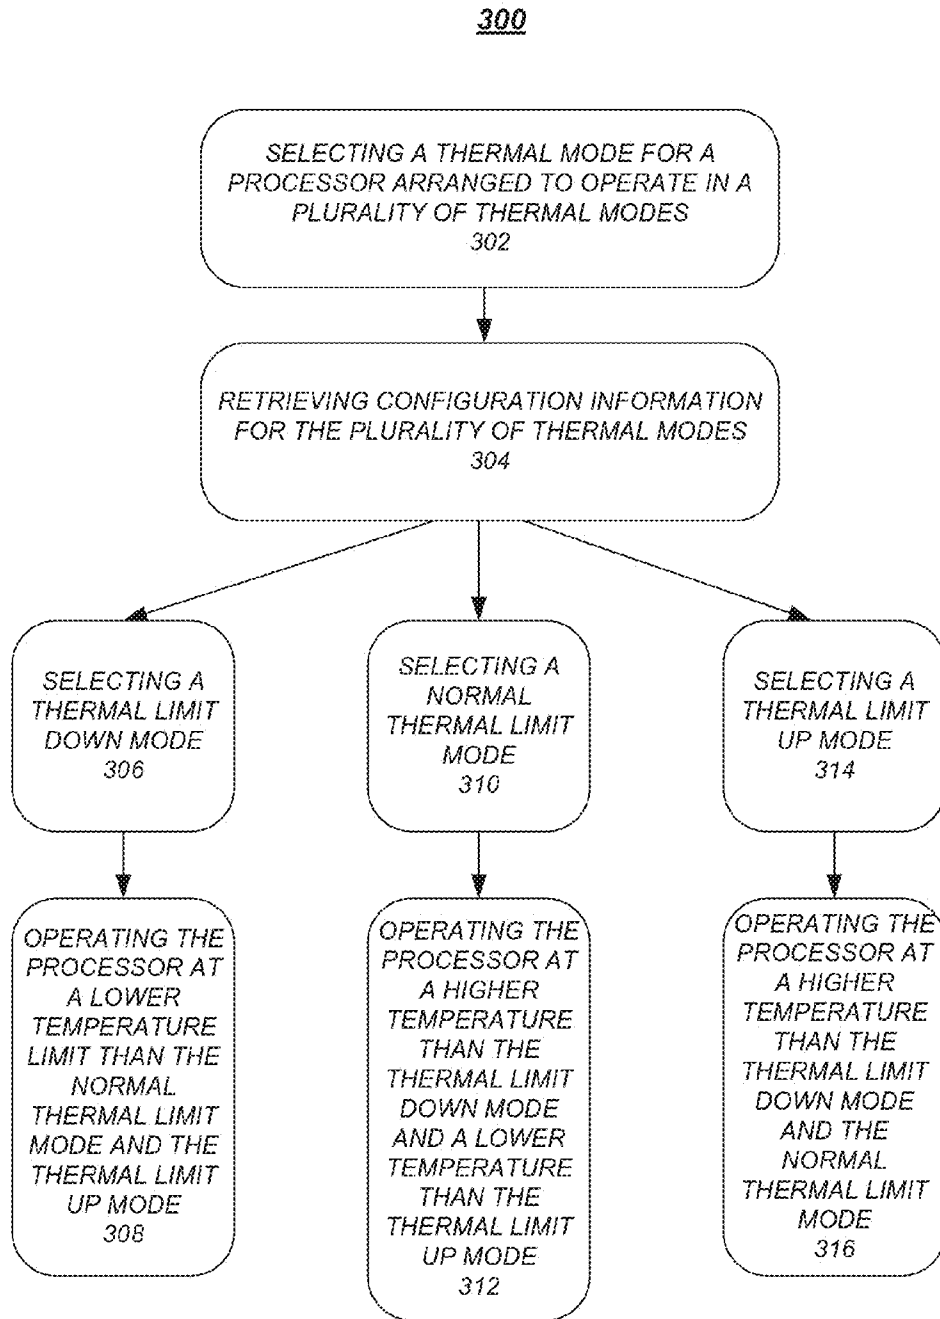 300
SELECTING A THERMAL MODE FOR A
PROCESSOR ARRANGED TO OPERATE IN A
PLURALITY OF THERMAL MODES
302
RETRIEVING CONFIGURATION INFORMATION
FOR THE PLURALITY OF THERMAL MODES
304
SELECTING A
THERMAL LIMIT
DOWN MODE
306
SELECTING A
NORMAL
THERMAL LIMIT
MODE
310
SELECTING A
THERMAL LIMIT
UP MODE
314
OPERATING THE
PROCESSOR AT
A LOWER
TEMPERATURE
LIMIT THAN THE
NORMAL
THERMAL LIMIT
MODE AND THE
THERMAL LIMIT
UP MODE
308
OPERATING THE
PROCESSOR AT
A HIGHER
TEMPERATURE
THAN THE
THERMAL LIMIT
DOWN MODE
AND A LOWER
TEMPERATURE
THAN THE
THERMAL LIMIT
UP MODE
312
OPERATING THE
PROCESSOR AT
A HIGHER
TEMPERATURE
THAN THE
THERMAL LIMIT
DOWN MODE
AND THE
NORMAL
THERMAL LIMIT
MODE
316